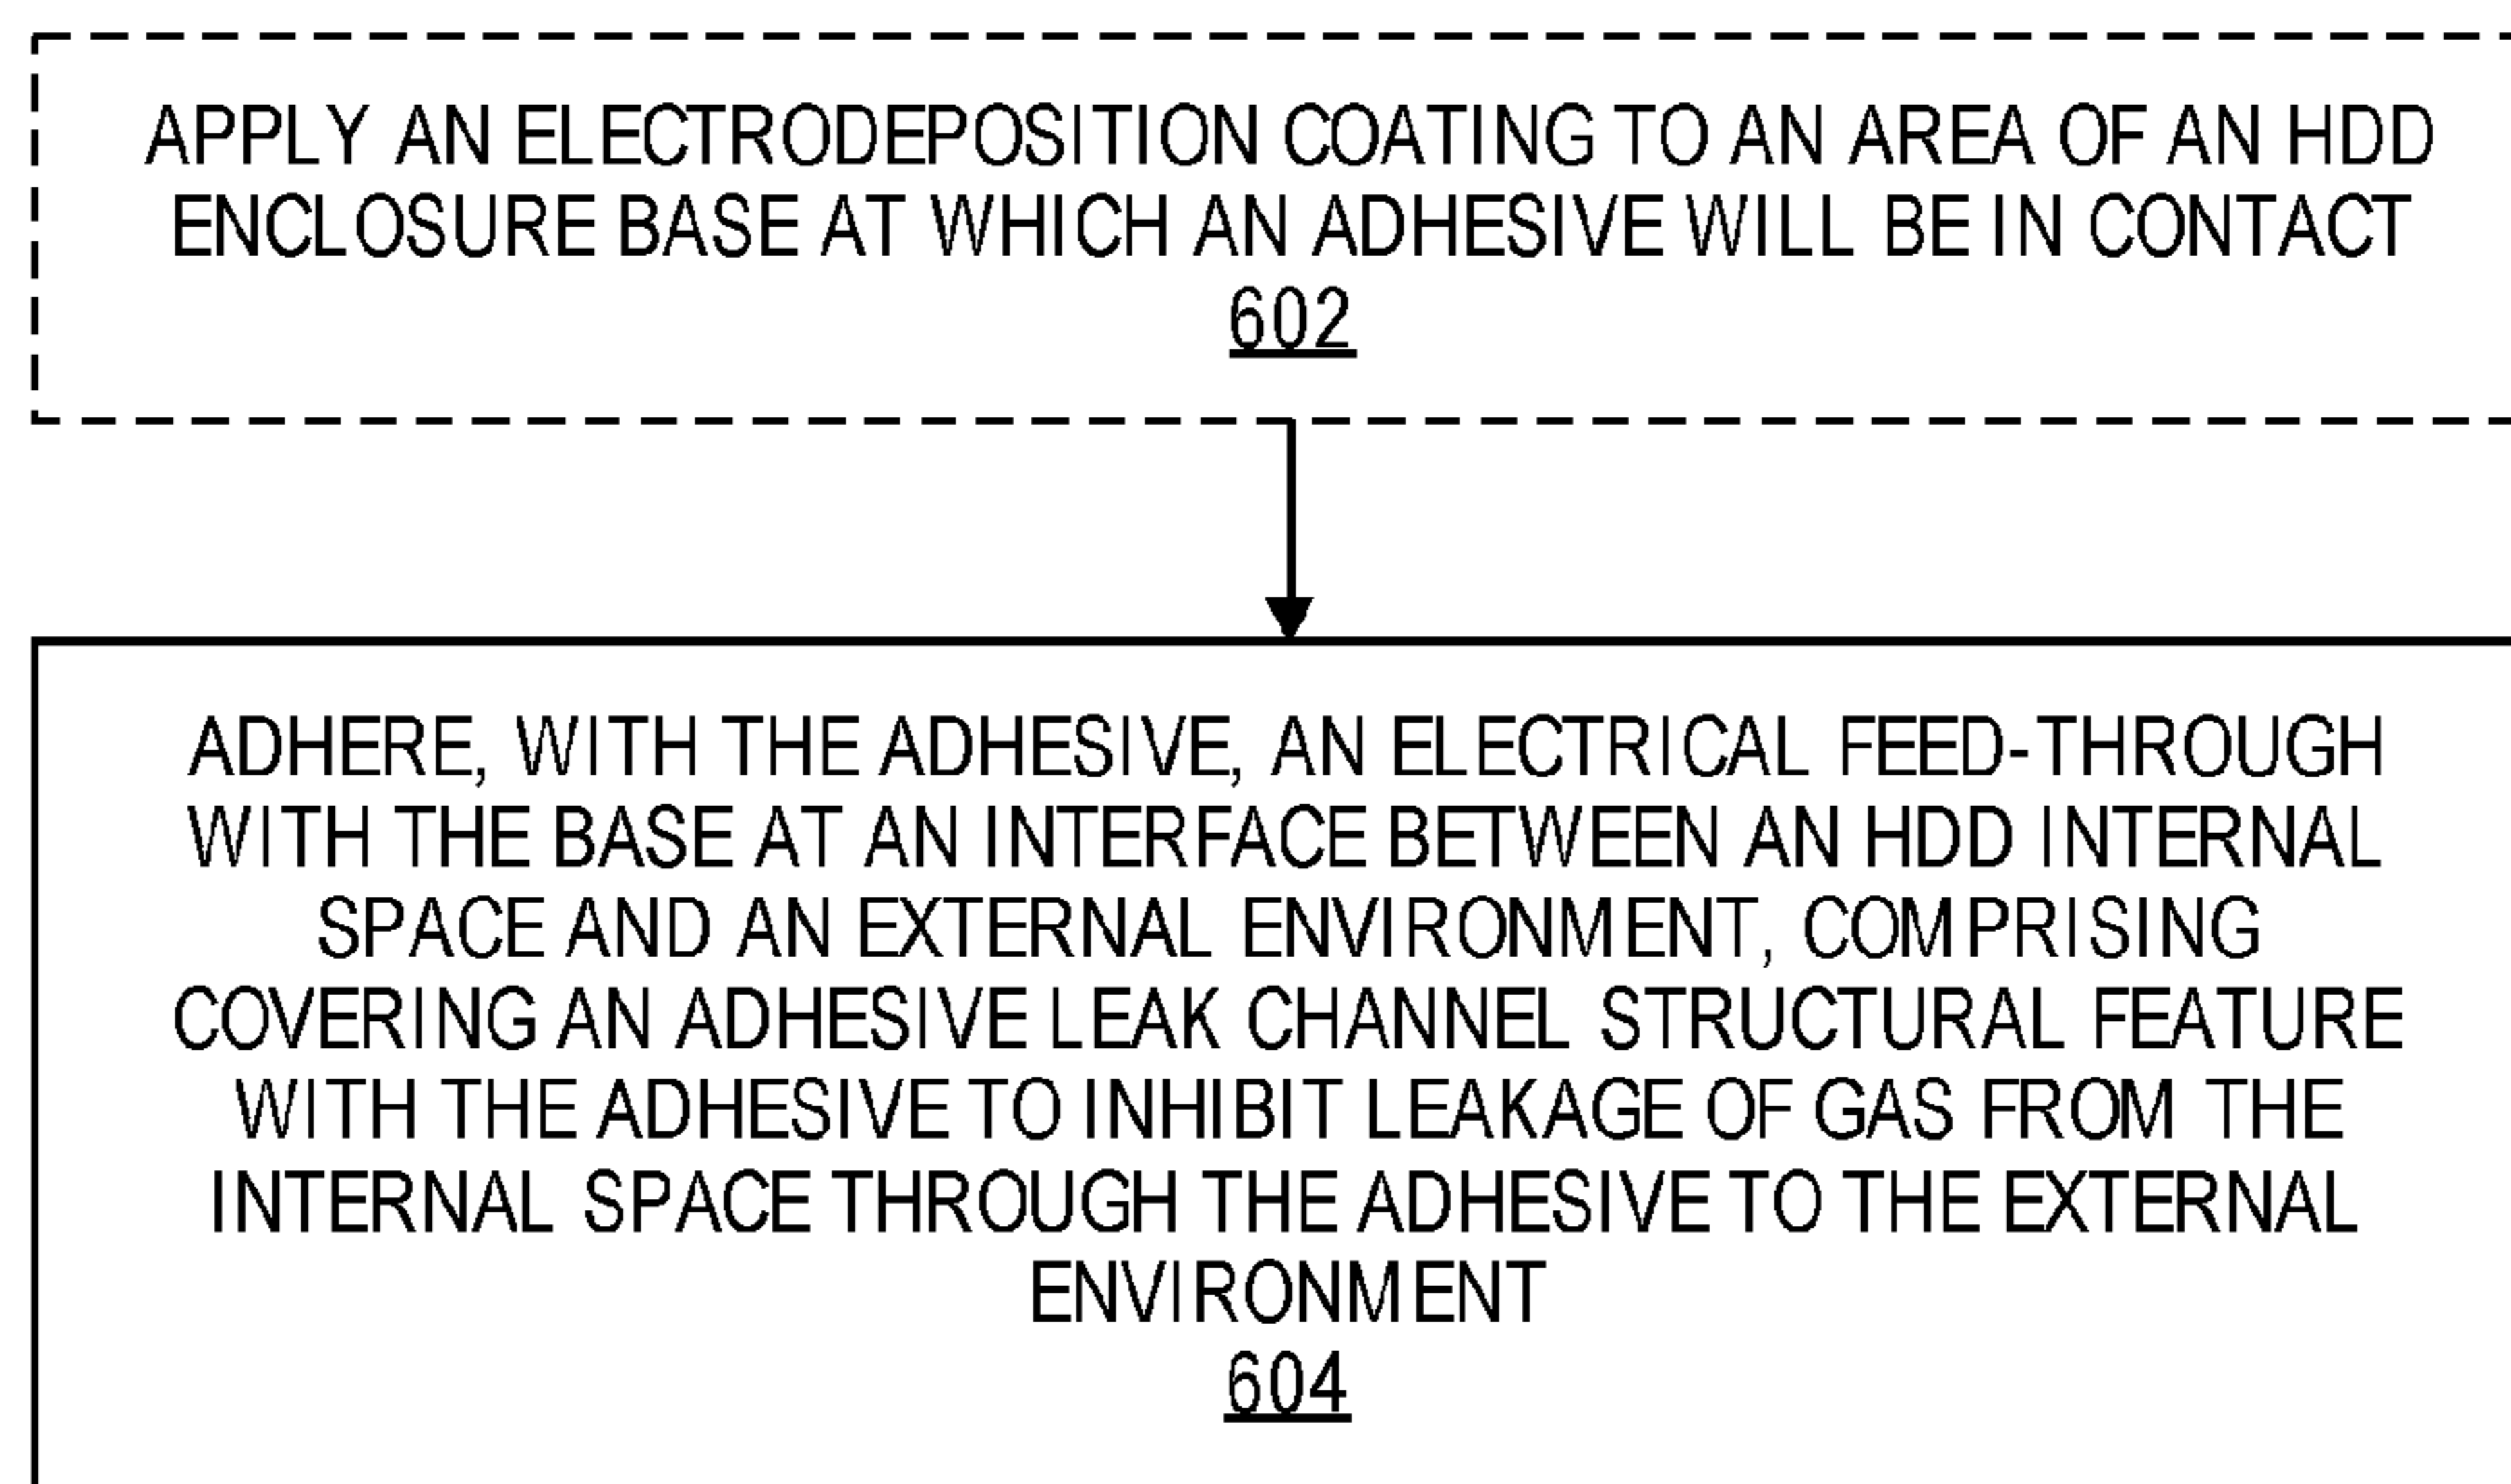 APPLY AN ELECTRODEPOSITION COATING TO AN AREA OF AN HDD
ENCLOSURE BASE AT WHICH AN ADHESIVE WILL BE IN CONTACT
602
ADHERE, WITH THE ADHESIVE, AN ELECTRICAL FEED-THROUGH
WITH THE BASE AT AN INTERFACE BETWEEN AN HDD INTERNAL
SPACE AND AN EXTERNAL ENVIRONMENT, COMPRISING
COVERING AN ADHESIVE LEAK CHANNEL STRUCTURAL FEATURE
WITH THE ADHESIVE TO INHIBIT LEAKAGE OF GAS FROM THE
INTERNAL SPACE THROUGH THE ADHESIVE TO THE EXTERNAL
ENVIRONMENT
604